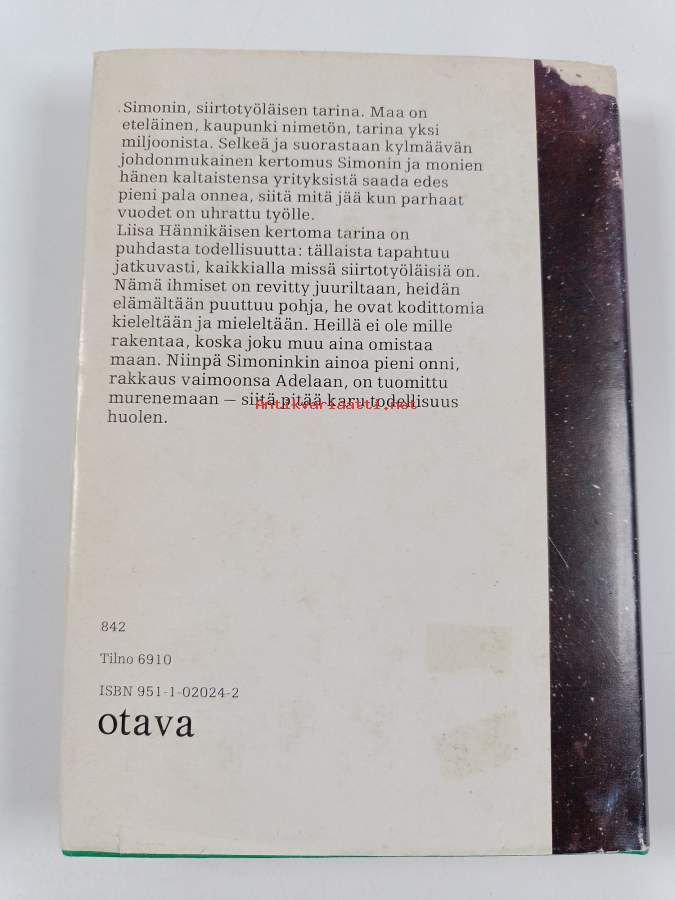 Simonin, siirtotyöläisen tarina. Maa on
eteläinen, kaupunki nimetön, tarina yksi
miljoonista. Selkeä ja suorastaan kylmäävän
johdonmukainen kertomus Simonin ja monien
hänen kaltaistensa yrityksistä saada edes
pieni pala onnea, siitä mitä jää kun parhaat
vuodet on uhrattu työlle.
Liisa Hännikäisen kertoma tarina on
puhdasta todellisuutta: tällaista tapahtuu
jatkuvasti, kaikkialla missä siirtotyöläisiä on.
Nämä ihmiset on revitty juuriltaan, heidän
elämältään puuttuu pohja, he ovat kodittomia
kieleltään ja mieleltään. Heillä ei ole mille
rakentaa, koska joku muu aina omistaa
maan. Niinpä Simoninkin ainoa pieni onni,
rakkaus vaimoonsa Adelaan, on tuomittu
murenemaan — siitä pitää karu todellisuus
huolen.
Antikvariaatti.net
842
Tilno 6910
ISBN 951-1-02024-2
otava